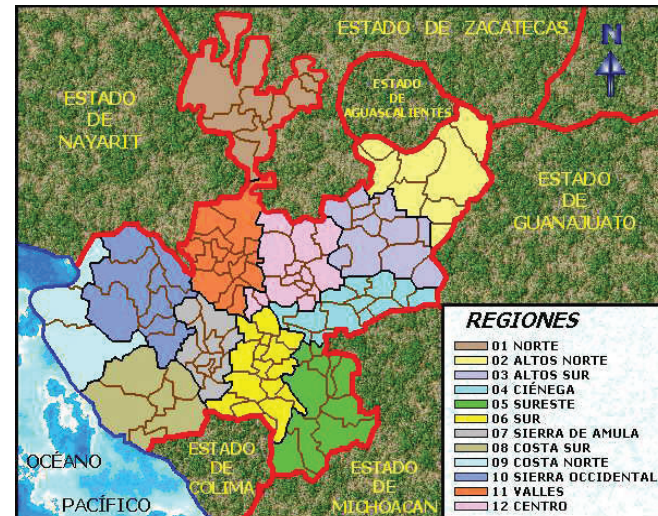 ESTADO DE ZACATECAS
N
ESTADO
DE
NAYARIT
ESTADO
DE
AGUASCALIENTES
ESTADO
DE
GUANAJUATO
REGIONES
01 NORTE
02 ALTOS NORTE
03 ALTOS SUR
04 CIÉNEGA
05 SURESTE
06 SUR
07 SIERRA DE AMULA
08 COSTA SUR
09 COSTA NORTE
10 SIERRA OCCIDENTAL
11 VALLES
12 CENTRO
OCÉANO
PACÍFICO
ESTADO
DE
COLIMA
ESTADO
DE
MICHOACAN